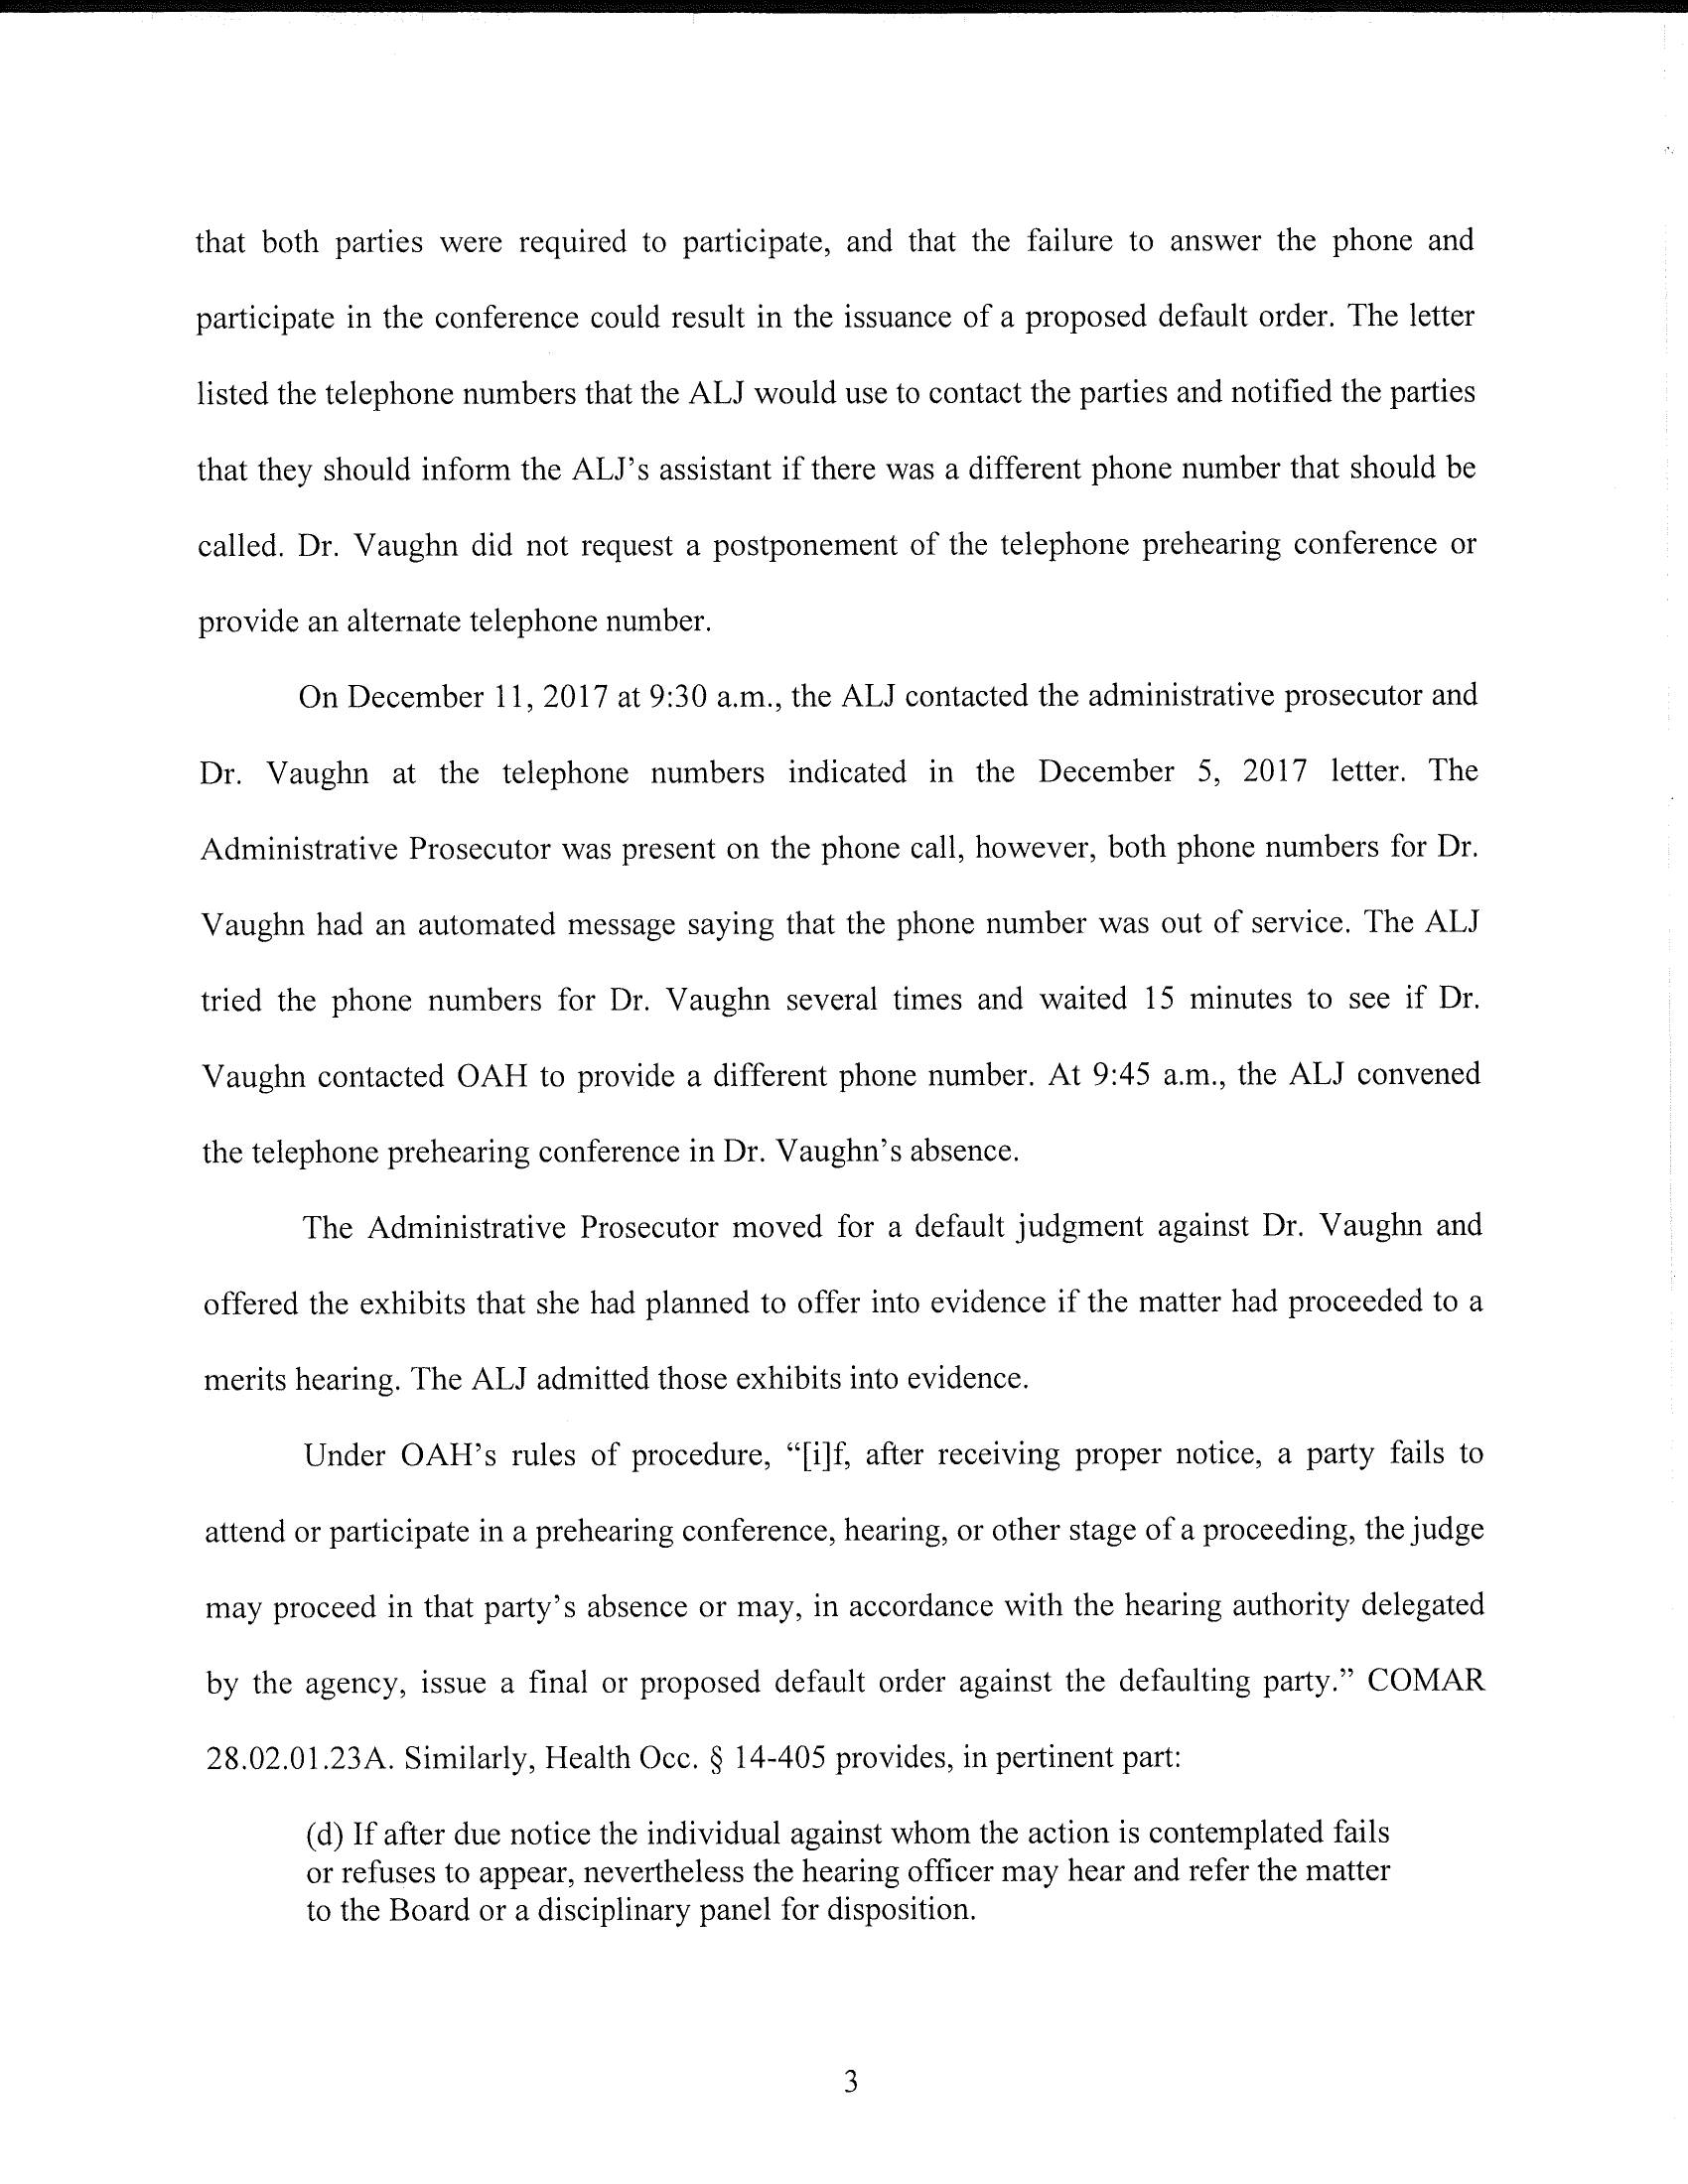 that both parties were required to participate, and that the failure to answer the phone and
participate in the conference could result in the issuance of a proposed default order. The letter
listed the telephone numbers that the ALJ would use to contact the parties and notified the parties
that they should inform the ALJ’s assistant if there was a different phone number that should be
called. Dr. Vaughn did not request a postponement of the telephone prehearing conference or
provide an alternate telephone number.
On December 11, 2017 at 9:30 a.m., the ALJ contacted the administrative prosecutor and
Dr. Vaughn at the telephone numbers indicated in the December 5, 2017 letter. The
Administrative Prosecutor was present on the phone call, however, both phone numbers for Dr.
Vaughn had an automated message saying that the phone number was out of service. The ALJ
tried the phone numbers for Dr. Vaughn several times and waited 15 minutes to see if Dr.
Vaughn contacted OAH to provide a different phone number. At 9:45 a.m., the ALJ convened
the telephone prehearing conference in Dr. Vaughn’s absence.
The Administrative Prosecutor moved for a default judgment against Dr. Vaughn and
offered the exhibits that she had planned to offer into evidence if the matter had proceeded to a
merits hearing. The ALJ admitted those exhibits into evidence.
Under OAH’s rules of procedure, “[i]f, after receiving proper notice, a party fails to
attend or participate in a prehearing conference, hearing, or other stage of a proceeding, the judge
may proceed in that party’s absence or may, in accordance with the hearing authority delegated
by the agency, issue a final or proposed default order against the defaulting party.” COMAR
28.02.01.23A. Similarly, Health Occ. § 14-405 provides, in pertinent part:
(d) If after due notice the individual against whom the action is contemplated fails
or refuses to appear, nevertheless the hearing officer may hear and refer the matter
to the Board or a disciplinary panel for disposition.
3